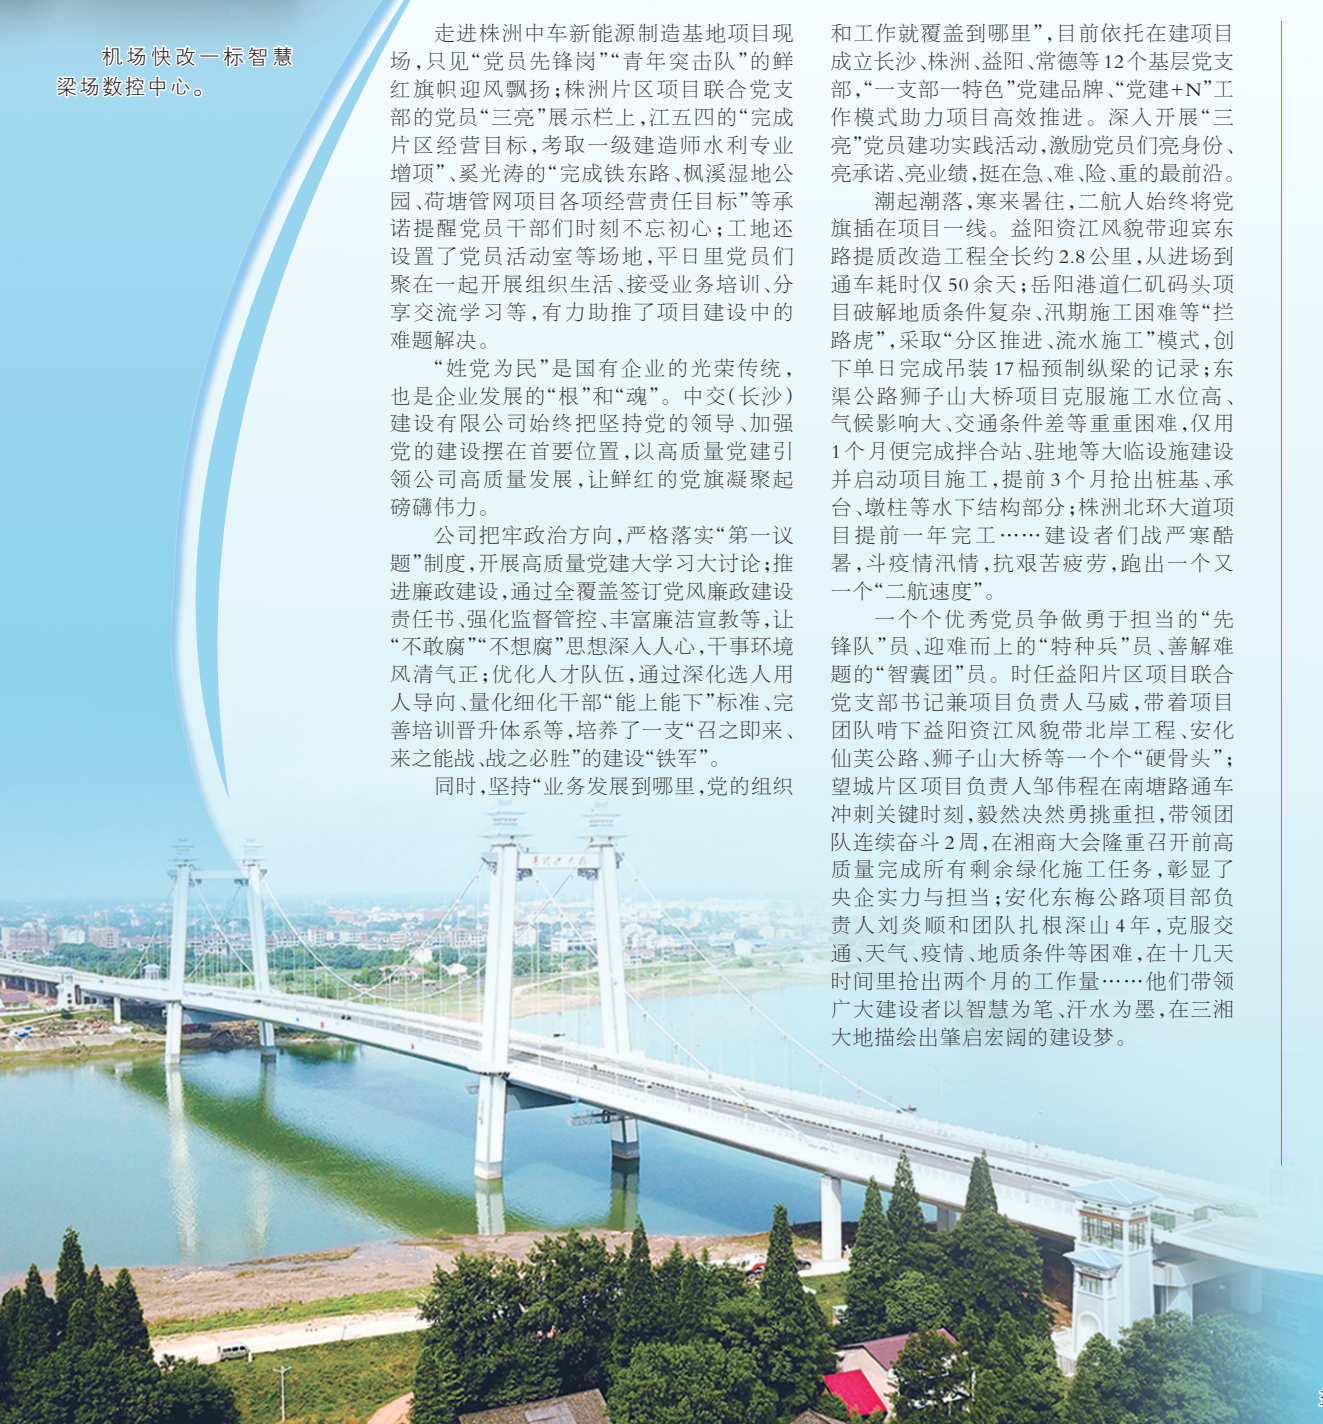 机场快改一标智慧
梁场数控中心。
走进株洲中车新能源制造基地项目现
场，只见“党员先锋岗”“青年突击队”的鲜
红旗帜迎风飘扬；株洲片区项目联合党支
部的党员“三亮”展示栏上，江五四的“完成
片区经营目标，考取一级建造师水利专业
增项”、奚光涛的“完成铁东路、枫溪湿地公
园、荷塘管网项目各项经营责任目标”等承
诺提醒党员干部们时刻不忘初心；工地还
设置了党员活动室等场地，平日里党员们
聚在一起开展组织生活、接受业务培训、分
享交流学习等，有力助推了项目建设中的
难题解决。
“姓党为民”是国有企业的光荣传统，
也是企业发展的“根”和“魂”。中交（长沙）
建设有限公司始终把坚持党的领导、加强
党的建设摆在首要位置，以高质量党建引
领公司高质量发展，让鲜红的党旗凝聚起
磅礴伟力。
公司把牢政治方向，严格落实“第一议
题”制度，开展高质量党建大学习大讨论；推
进廉政建设，通过全覆盖签订党风廉政建设
责任书、强化监督管控、丰富廉洁宣教等，让
“不敢腐”“不想腐”思想深入人心，干事环境
风清气正；优化人才队伍，通过深化选人用
人导向、量化细化干部“能上能下”标准、完
善培训晋升体系等，培养了一支“召之即来、
来之能战、战之必胜”的建设“铁军”。
同时，坚持“业务发展到哪里，党的组织
和工作就覆盖到哪里”，目前依托在建项目
成立长沙、株洲、益阳、常德等12个基层党支
部，“一支部一特色”党建品牌、“党建+N”工
作模式助力项目高效推进。深入开展“三
亮”党员建功实践活动，激励党员们亮身份、
亮承诺、亮业绩，挺在急、难、险、重的最前沿。
潮起潮落，寒来暑往，二航人始终将党
旗插在项目一线。益阳资江风貌带迎宾东
路提质改造工程全长约2.8公里，从进场到
通车耗时仅50余天；岳阳港道仁矶码头项
目破解地质条件复杂、汛期施工困难等“拦
路虎”，采取“分区推进、流水施工”模式，创
下单日完成吊装17榀预制纵梁的记录；东
渠公路狮子山大桥项目克服施工水位高、
气候影响大、交通条件差等重重困难，仅用
1个月便完成拌合站、驻地等大临设施建设
并启动项目施工，提前3个月抢出桩基、承
台、墩柱等水下结构部分；株洲北环大道项
目提前一年完工……建设者们战严寒酷
暑，斗疫情汛情，抗艰苦疲劳，跑出一个又
一个“二航速度”。
一个个优秀党员争做勇于担当的“先
锋队”员、迎难而上的“特种兵”员、善解难
题的“智囊团”员。时任益阳片区项目联合
党支部书记兼项目负责人马威，带着项目
团队啃下益阳资江风貌带北岸工程、安化
仙芙公路、狮子山大桥等一个个“硬骨头”；
望城片区项目负责人邹伟程在南塘路通车
冲刺关键时刻，毅然决然勇挑重担，带领团
队连续奋斗2周，在湘商大会隆重召开前高
质量完成所有剩余绿化施工任务，彰显了
央企实力与担当；安化东梅公路项目部负
责人刘炎顺和团队扎根深山4年，克服交
通、天气、疫情、地质条件等困难，在十几天
时间里抢出两个月的工作量……他们带领
广大建设者以智慧为笔、汗水为墨，在三湘
大地描绘出肇启宏阔的建设梦。